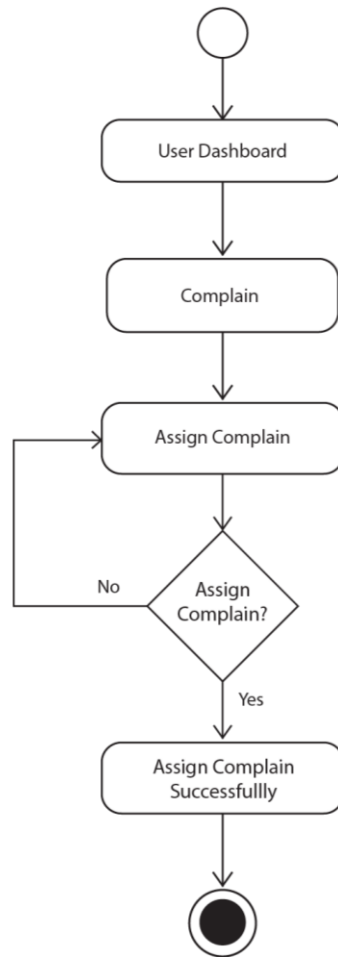 User Dashboard
Complain
Assign Complain
Assign
Complain?
No
Yes
Assign Complain
Successfullly